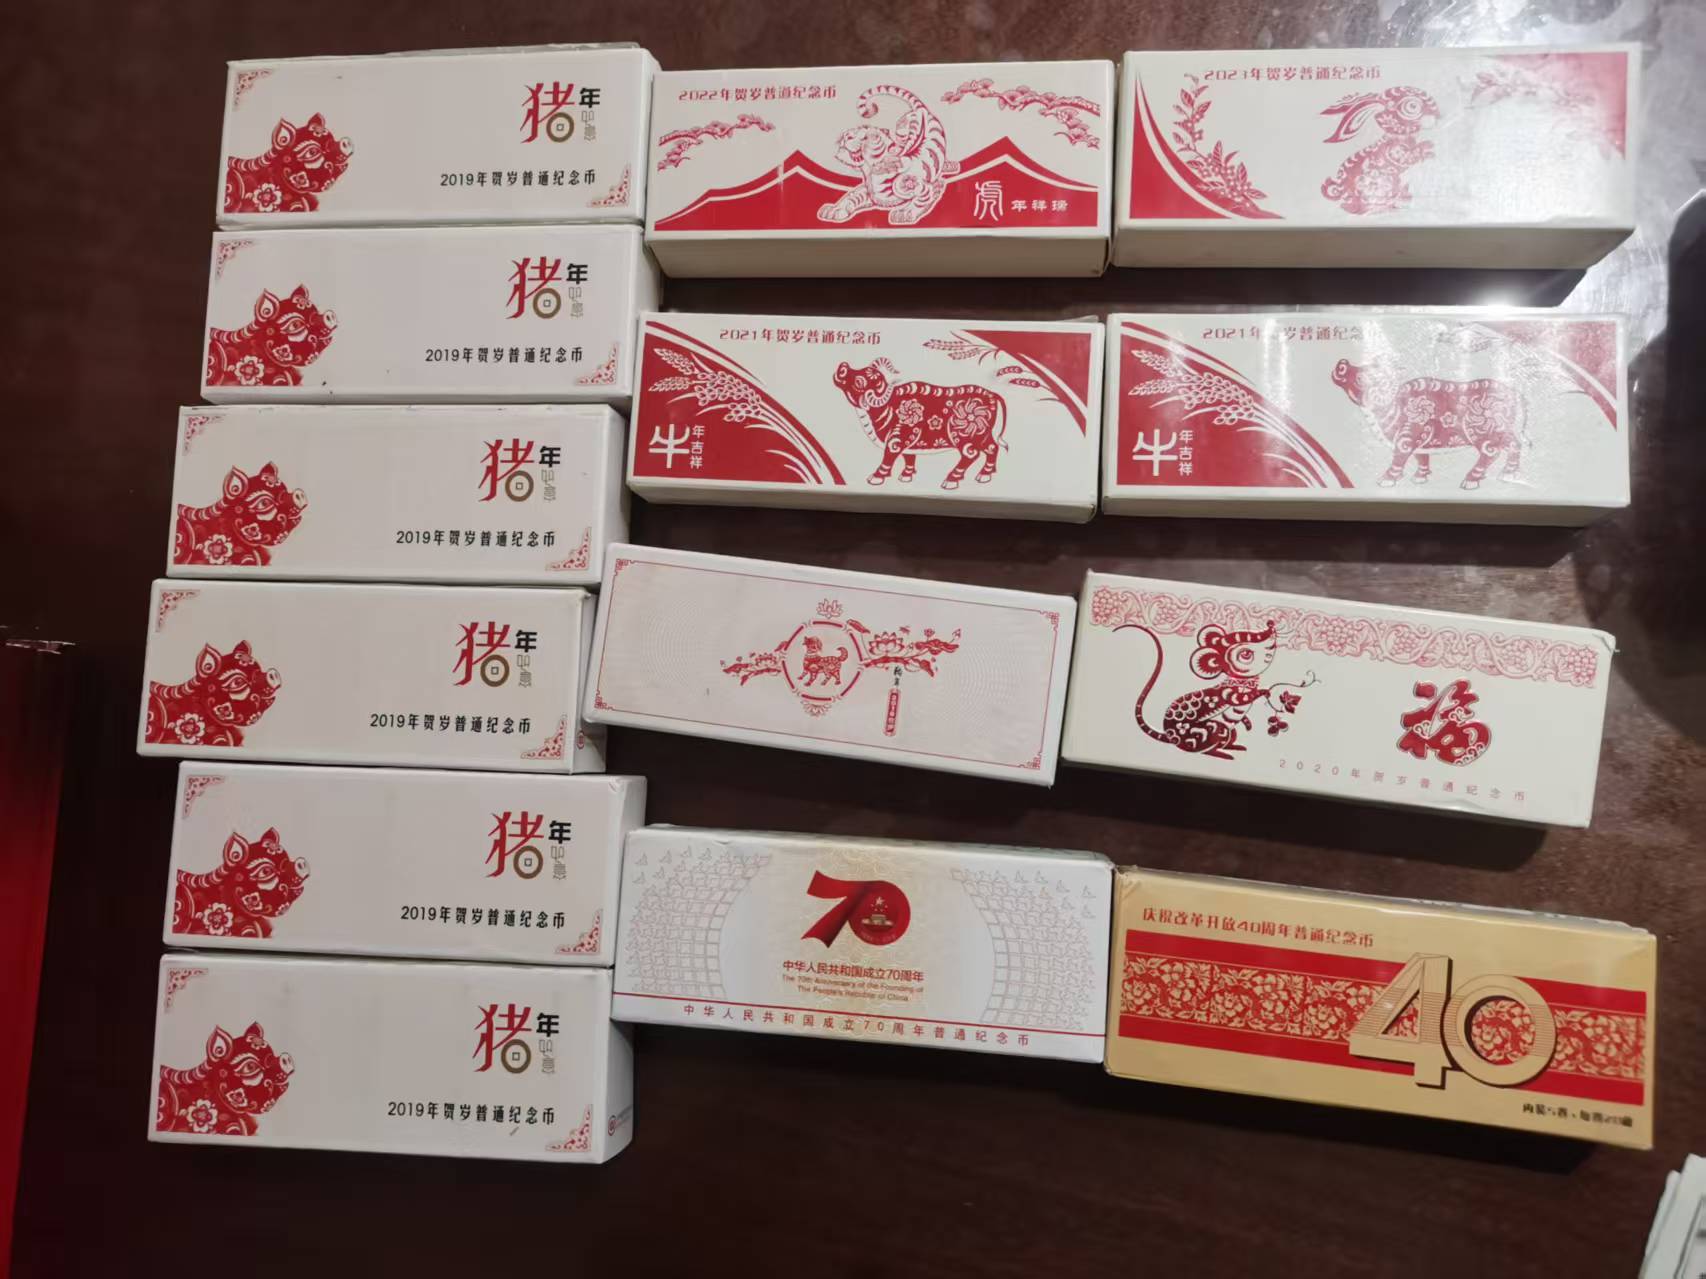 猪年
2019年贺岁普通纪念币
猪年
2019年贺岁普通纪念币
猪年
2019年贺岁普通纪念币
猪年
2019年贺岁普通纪念币
猪年
2019年贺岁普通纪念币
猪年
2019年贺岁普通纪念币
2022年贺岁普通纪念币
虎年祥瑞
2023年贺岁普通纪念币
2021年贺岁普通纪念币
牛年吉祥
2021年贺岁普通纪念币
牛年吉祥
狗年
福
2020年贺岁普通纪念币
70
中华人民共和国成立70周年
The 70th Anniversary of the Founding of
The People's Republic of China
中华人民共和国成立70周年普通纪念币
庆祝改革开放40周年普通纪念币
40
内装5卷，每卷20枚